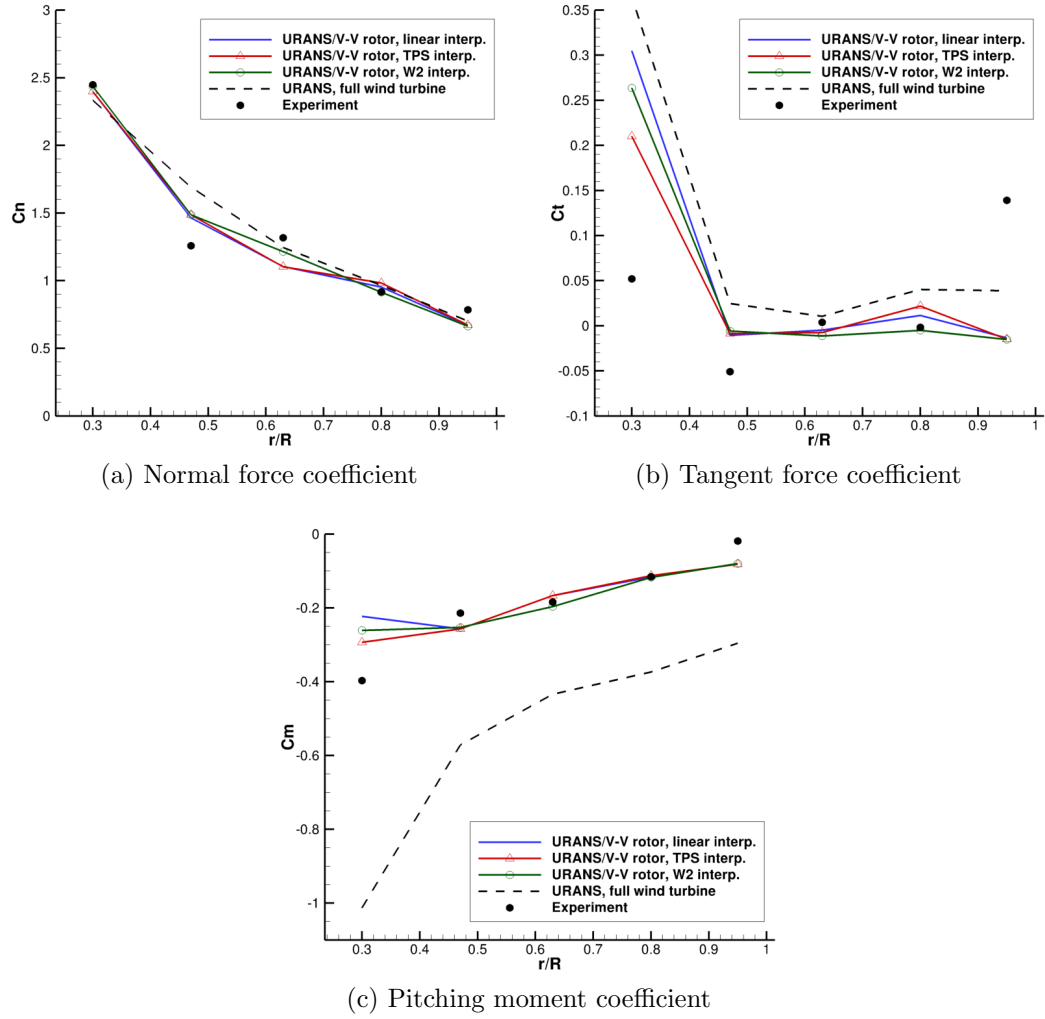 3
2.5
2
1.5
1
0.5
0
Cn
0.3 0.4 0.5 0.6 0.7 0.8 0.9 1
r/R
URANS/V-V rotor, linear interp.
URANS/V-V rotor, TPS interp.
URANS/V-V rotor, W2 interp.
URANS, full wind turbine
Experiment
(a) Normal force coefficient
0.35
0.3
0.25
0.2
0.15
0.1
0.05
0
-0.05
-0.1
Ct
0.3 0.4 0.5 0.6 0.7 0.8 0.9 1
r/R
URANS/V-V rotor, linear interp.
URANS/V-V rotor, TPS interp.
URANS/V-V rotor, W2 interp.
URANS, full wind turbine
Experiment
(b) Tangent force coefficient
0
-0.2
-0.4
-0.6
-0.8
-1
Cm
0.3 0.4 0.5 0.6 0.7 0.8 0.9 1
r/R
URANS/V-V rotor, linear interp.
URANS/V-V rotor, TPS interp.
URANS/V-V rotor, W2 interp.
URANS, full wind turbine
Experiment
(c) Pitching moment coefficient